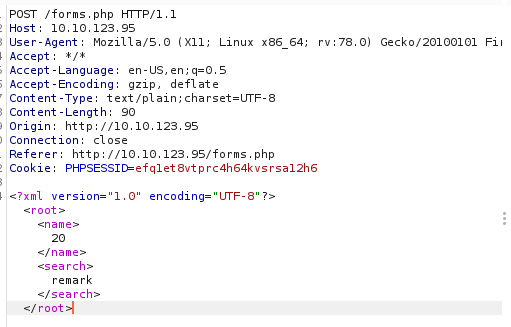 POST /forms.php HTTP/1.1
Host: 10.10.123.95
User-Agent: Mozilla/5.0 (X11; Linux x86_64; rv:78.0) Gecko/20100101 Fir
Accept: */*
Accept-Language: en-US,en;q=0.5
Accept-Encoding: gzip, deflate
Content-Type: text/plain;charset=UTF-8
Content-Length: 90
Origin: http://10.10.123.95
Connection: close
Referer: http://10.10.123.95/forms.php
Cookie: PHPSESSID=efq1et8vtprc4h64kvsrsa12h6
<?xml version="1.0" encoding="UTF-8"?>
<root>
<name>
20
</name>
<search>
remark
</search>
</root>